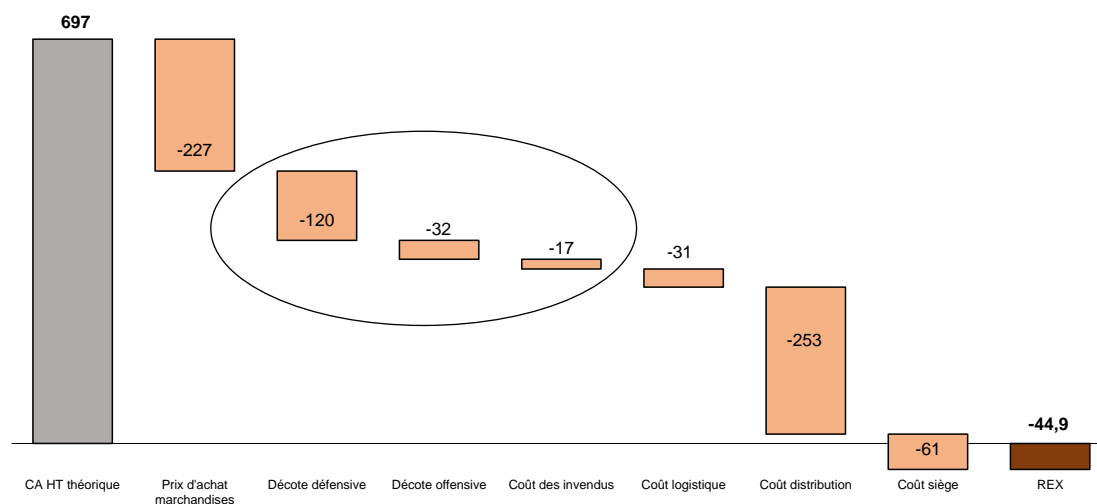 697
-227
-120
-32
-17
-31
-253
-61
-44,9
CA HT théorique
Prix d'achat
marchandises
Décote défensive
Décote offensive
Coût des invendus
Coût logistique
Coût distribution
Coût siège
REX